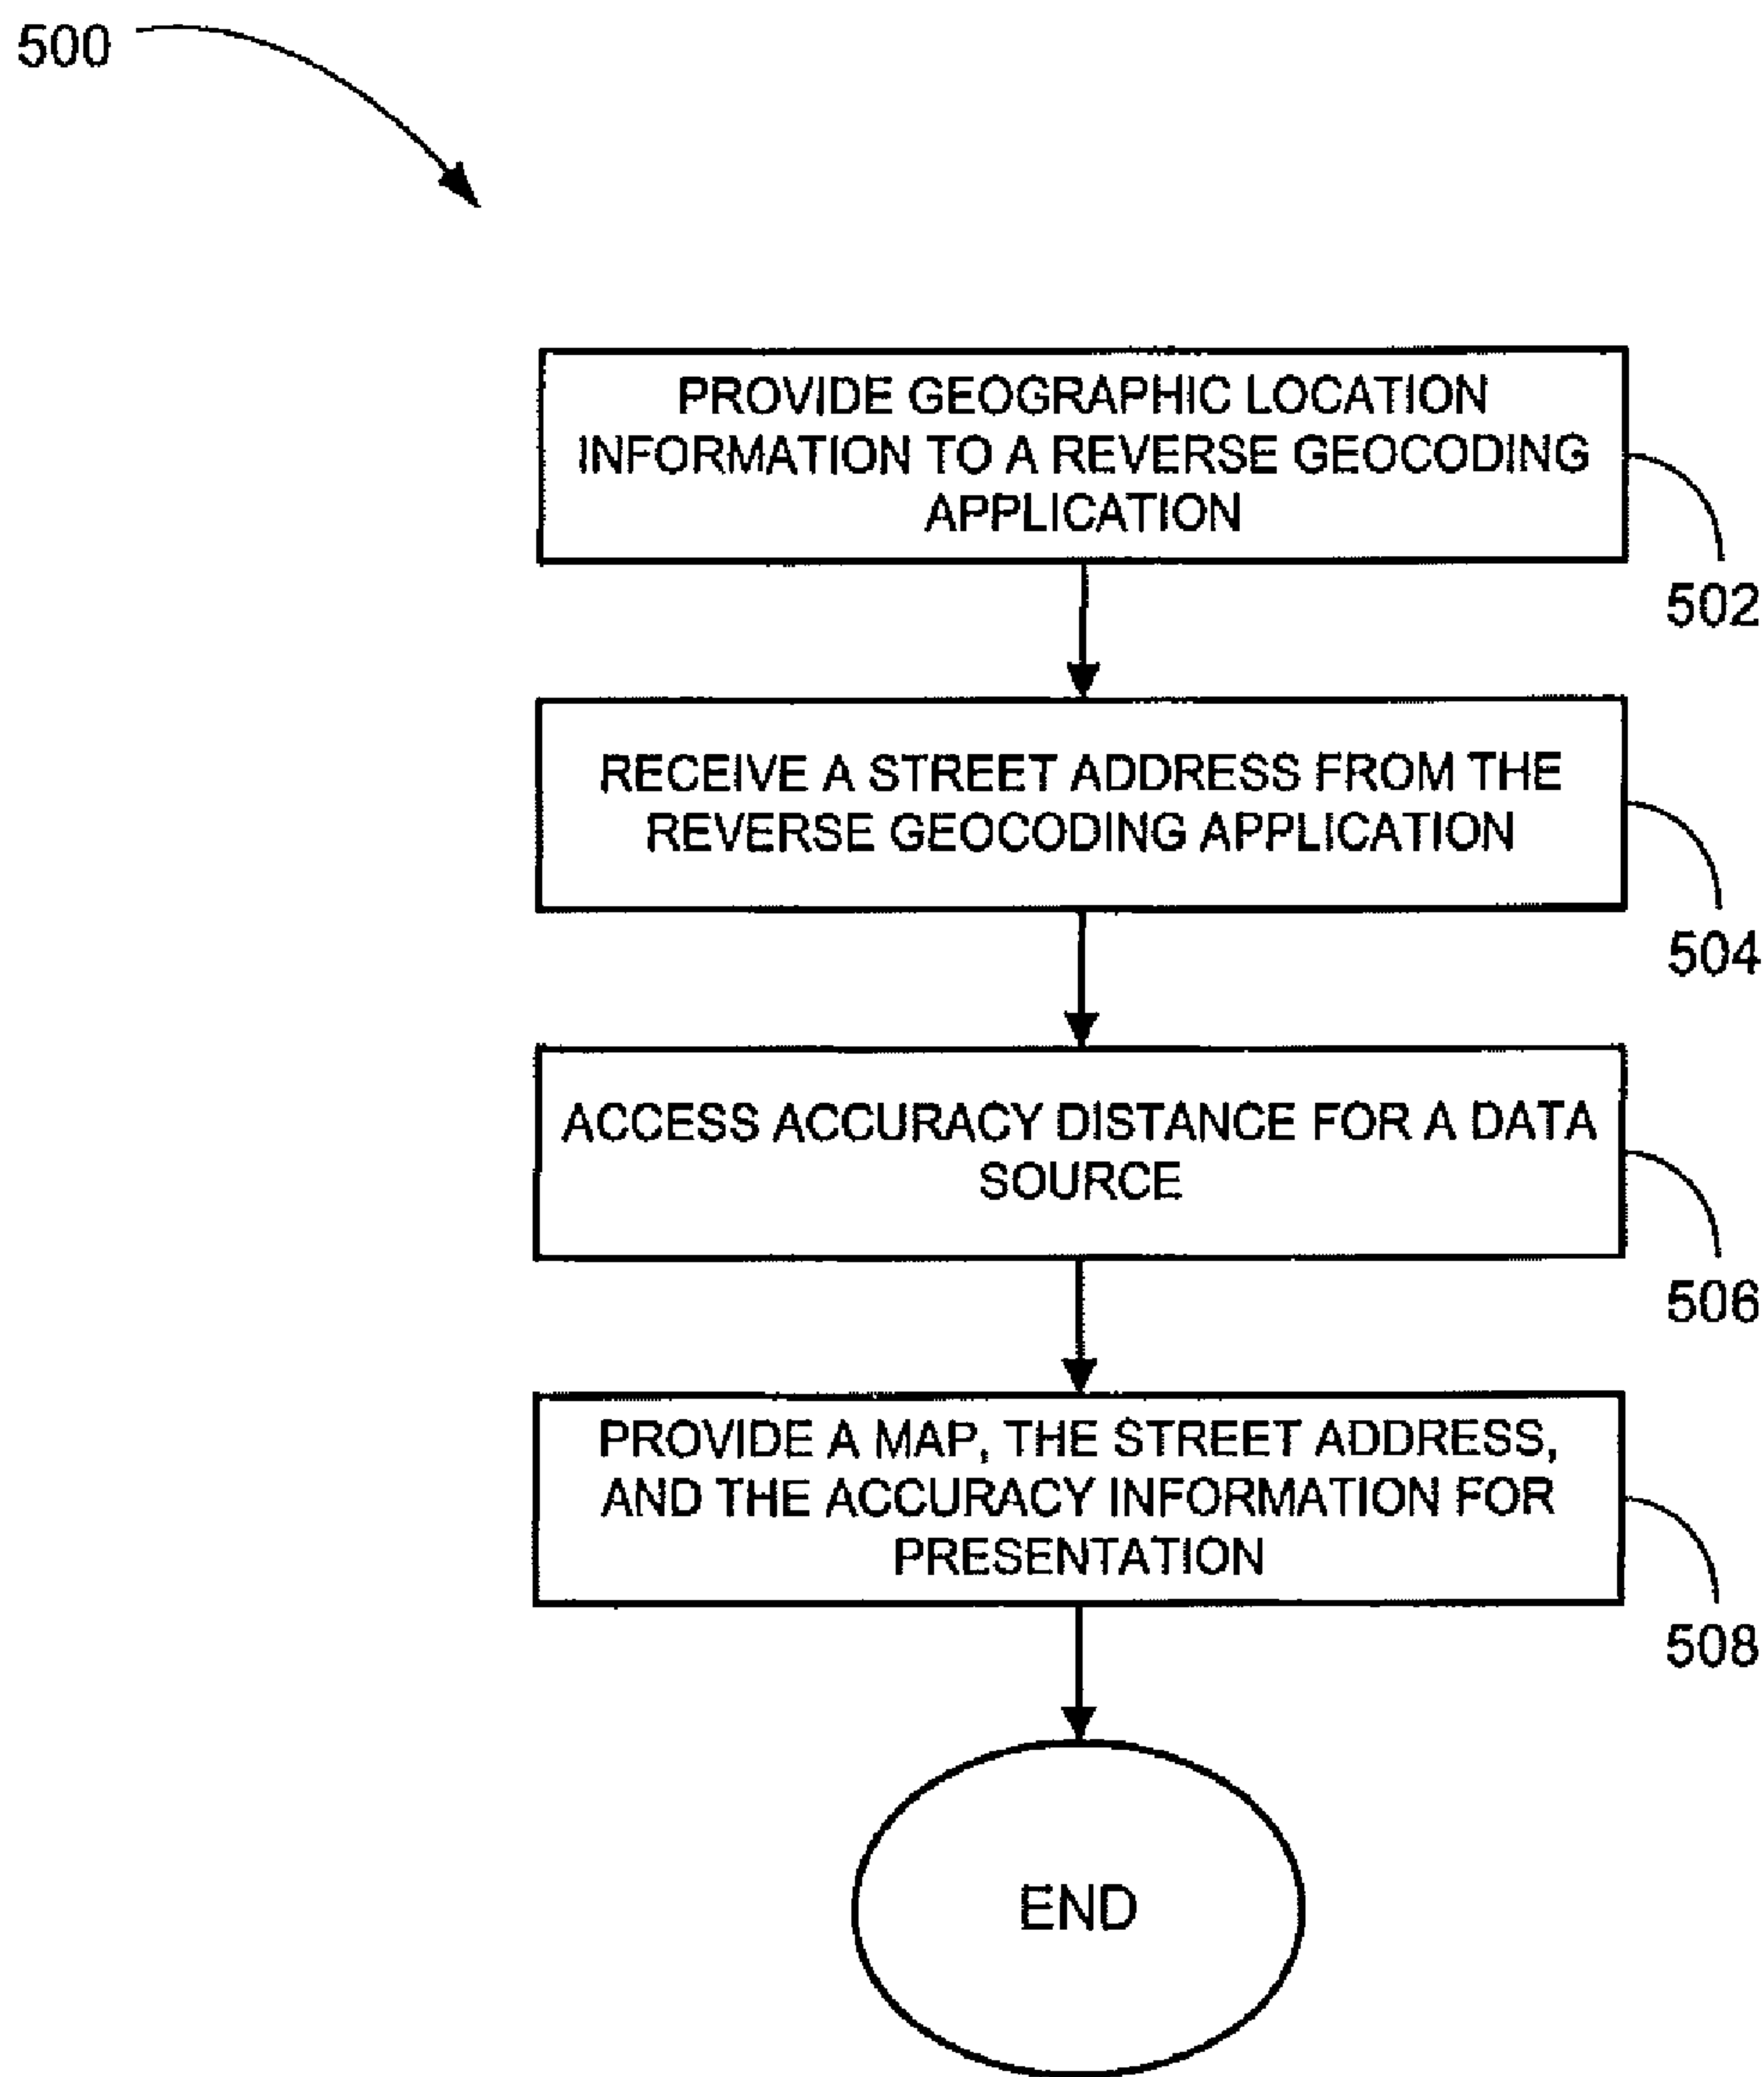 500
PROVIDE GEOGRAPHIC LOCATION
INFORMATION TO A REVERSE GEOCODING
APPLICATION
502
RECEIVE A STREET ADDRESS FROM THE
REVERSE GEOCODING APPLICATION
504
ACCESS ACCURACY DISTANCE FOR A DATA
SOURCE
506
PROVIDE A MAP, THE STREET ADDRESS,
AND THE ACCURACY INFORMATION FOR
PRESENTATION
508
END